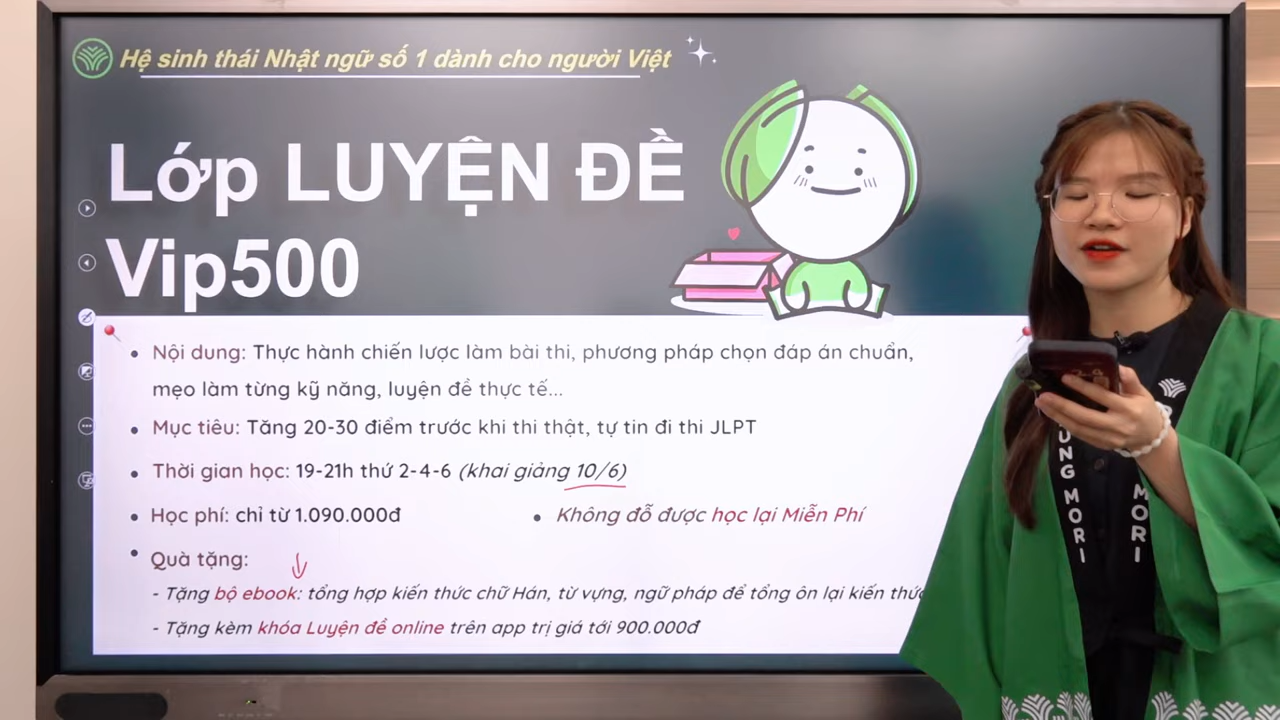 Hệ sinh thái Nhật ngữ số 1 dành cho người Việt
Lớp LUYỆN ĐỀ
Vip500
• Nội dung: Thực hành chiến lược làm bài thi, phương pháp chọn đáp án chuẩn,
mẹo làm từng kỹ năng, luyện đề thực tế...
• Mục tiêu: Tăng 20-30 điểm trước khi thi thật, tự tin đi thi JLPT
• Thời gian học: 19-21h thứ 2-4-6 (khai giảng 10/6)
• Học phí: chỉ từ 1.090.000đ
• Không đỗ được học lại Miễn Phí
• Quà tặng:
- Tặng bộ ebook: tổng hợp kiến thức chữ Hán, từ vựng, ngữ pháp để tổng ôn lại kiến thức
- Tặng kèm khóa Luyện đề online trên app trị giá tới 900.000đ
MORI
MORI